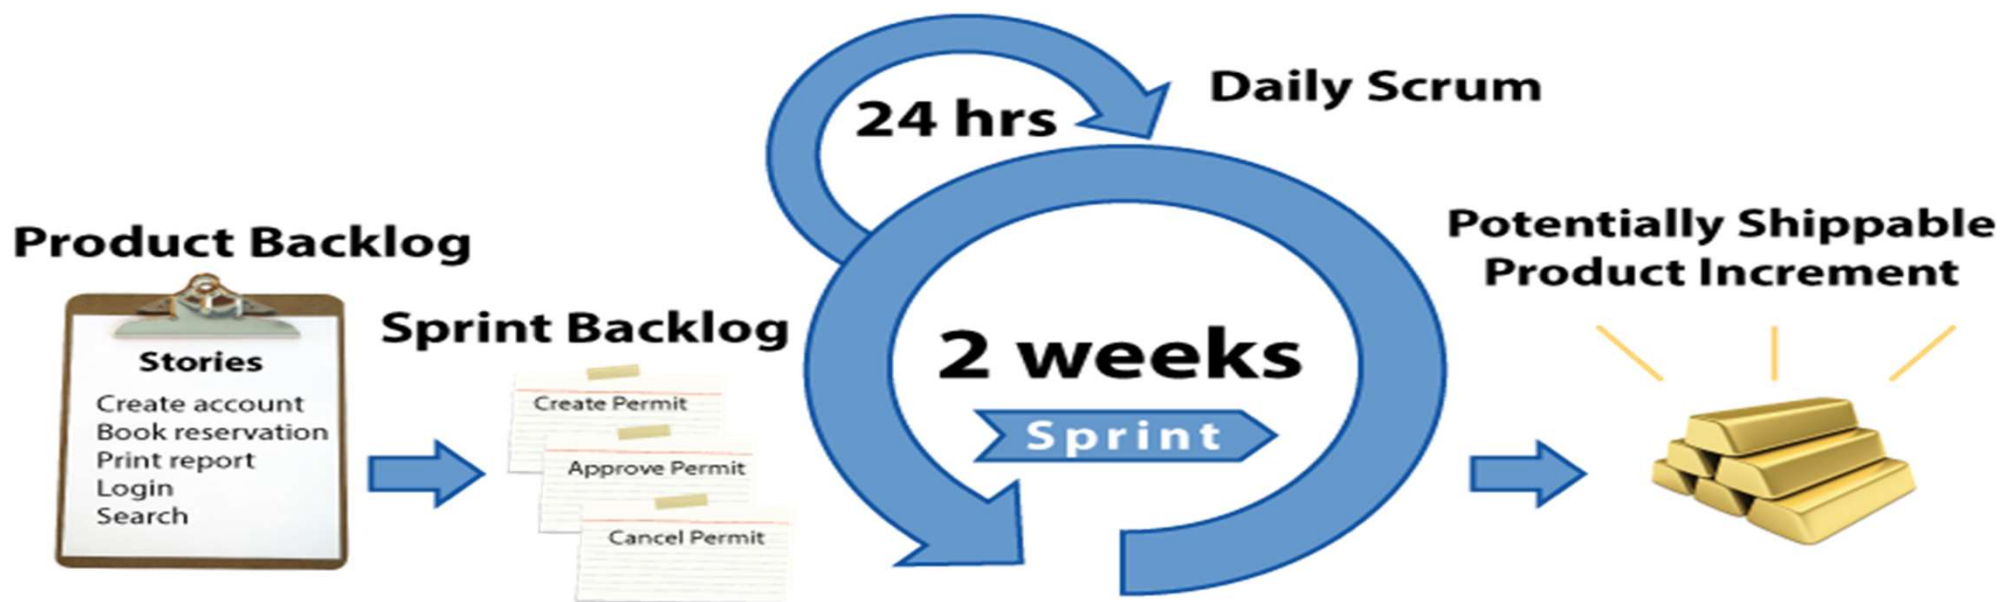 Product Backlog
Stories
Create account
Book reservation
Print report
Login
Search
Sprint Backlog
Create Permit
Approve Permit
Cancel Permit
24 hrs
Daily Scrum
2 weeks
Sprint
Potentially Shippable
Product Increment